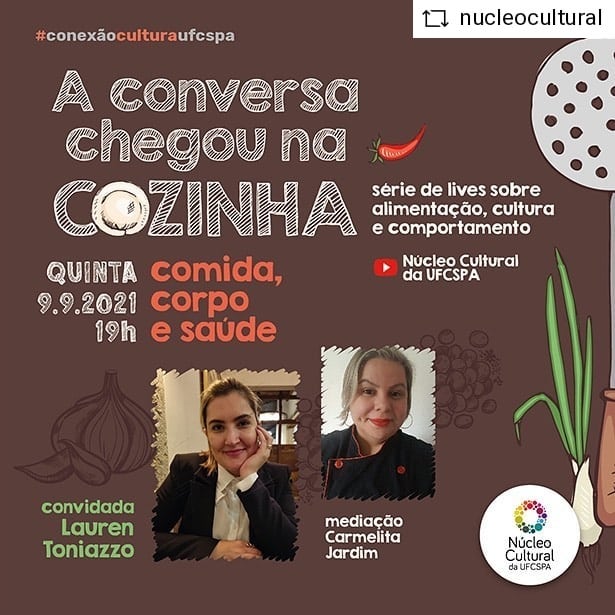 nucleocultural
#conexãoculturaufcspa
A conversa
chegou na
COZINHA
série de lives sobre
alimentação, cultura
e comportamento
Núcleo Cultural
da UFCSPA
QUINTA
9.9.2021
19h
comida,
corpo
e saúde
convidada
Lauren
Toniazzo
mediação
Carmelita
Jardim
Núcleo
Cultural
da UFCSPA